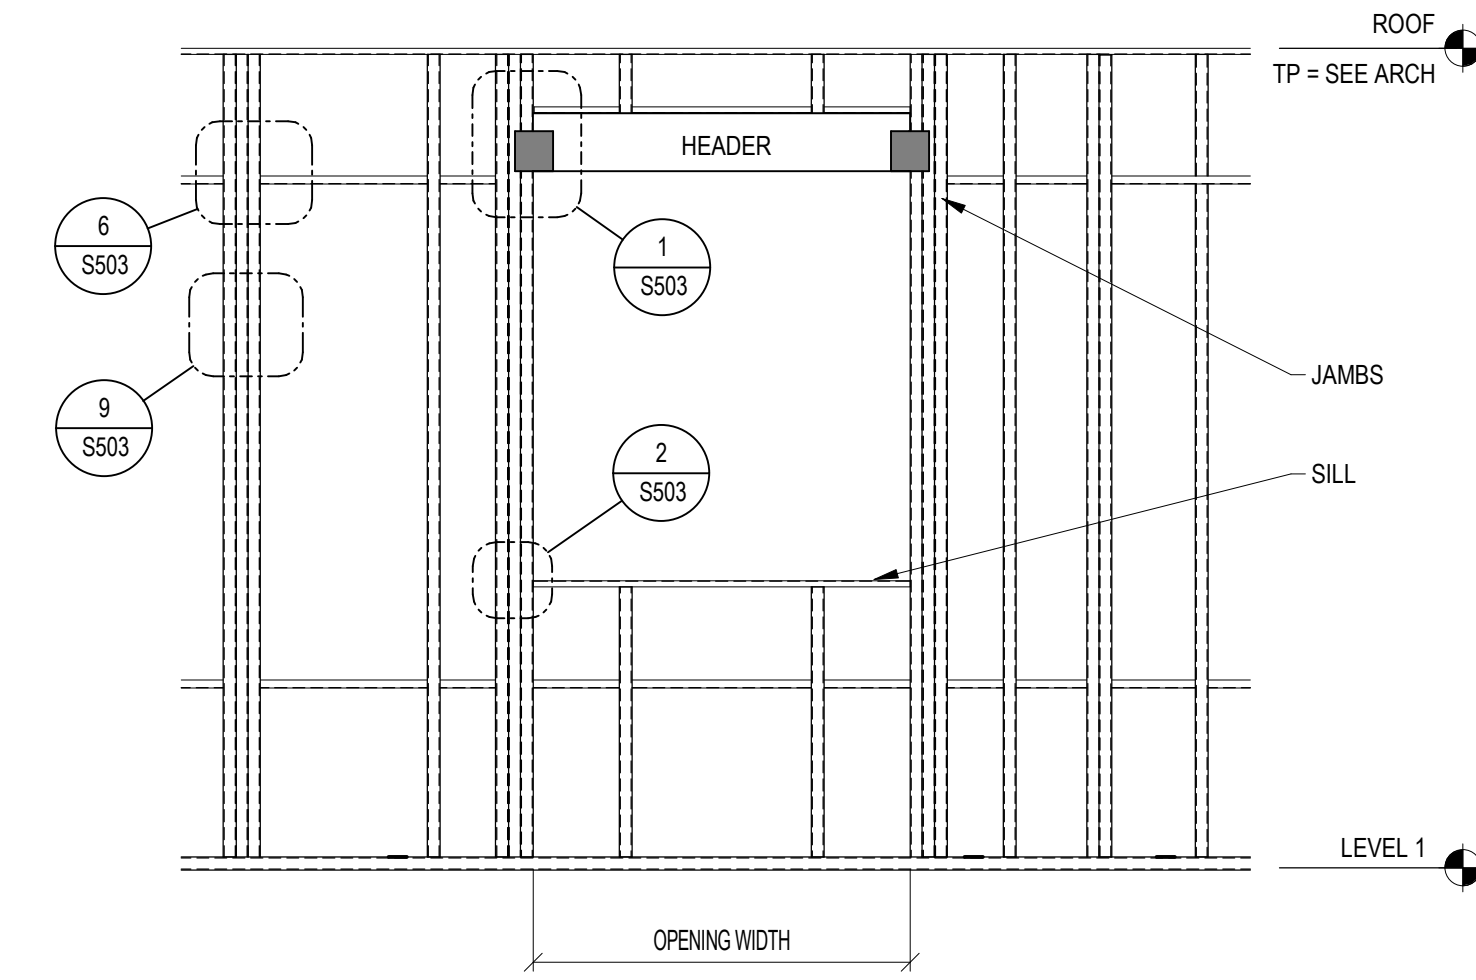 ROOF
TP = SEE ARCH
HEADER
6
S503
1
S503
JAMBS
9
S503
2
S503
SILL
LEVEL 1
OPENING WIDTH